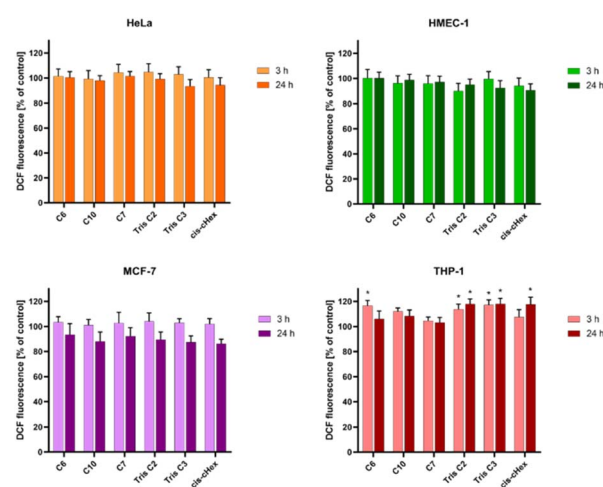 HeLa
DCF fluorescence [% of control]
120
100
80
60
40
20
0
C6
C10
C7
Tris C2
Tris C3
cis-cHex
3 h
24 h
HMEC-1
DCF fluorescence [% of control]
120
100
80
60
40
20
0
C6
C10
C7
Tris C2
Tris C3
cis-cHex
3 h
24 h
MCF-7
DCF fluorescence [% of control]
120
100
80
60
40
20
0
C6
C10
C7
Tris C2
Tris C3
cis-cHex
3 h
24 h
THP-1
DCF fluorescence [% of control]
120
100
80
60
40
20
0
* * * * * *
C6
C10
C7
Tris C2
Tris C3
cis-cHex
3 h
24 h